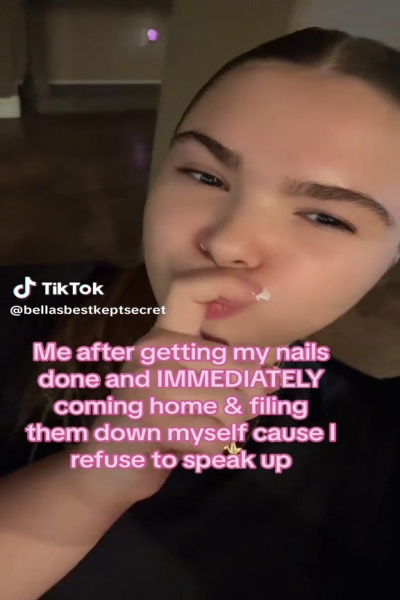 TikTok
@bellasbestkeptsecret
Me after getting my nails
done and IMMEDIATELY
coming home & filing
them down myself cause I
refuse to speak up